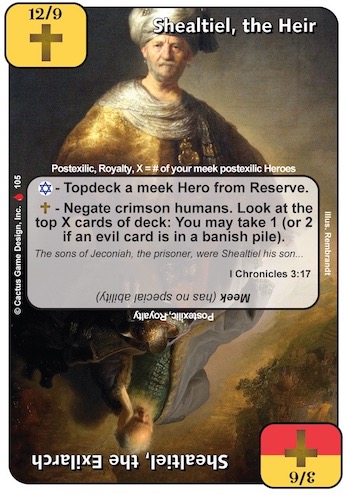 12/9
Shealtiel, the Heir
Postexilic, Royalty, X = # of your meek postexilic Heroes
- Topdeck a meek Hero from Reserve.
- Negate crimson humans. Look at the
top X cards of deck: You may take 1 (or 2
if an evil card is in a banish pile).
The sons of Jeconiah, the prisoner, were Shealtiel his son...
I Chronicles 3:17
© Cactus Game Design, Inc. 105
Illus. Rembrandt
Meek (has no special ability)
Postexilic, Royalty
Shealtiel, the Exilarch
9/3